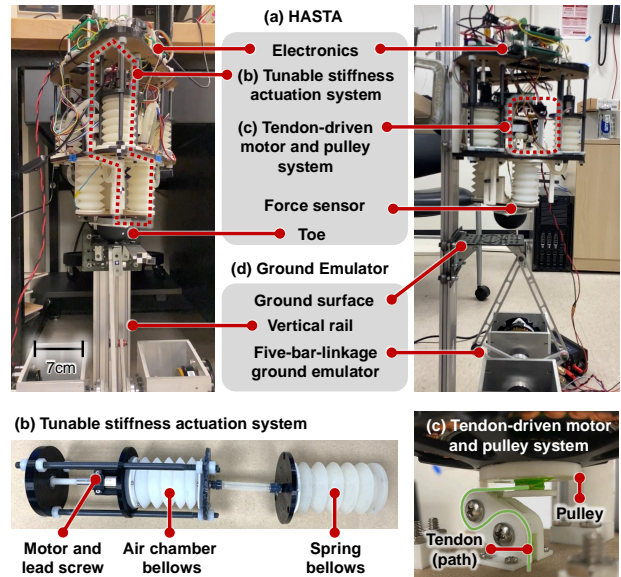 (a) HASTA
Electronics
(b) Tunable stiffness
actuation system
(c) Tendon-driven
motor and pulley
system
Force sensor
Toe
(d) Ground Emulator
Ground surface
Vertical rail
Five-bar-linkage
ground emulator
7cm
(b) Tunable stiffness actuation system
Motor and
lead screw
Air chamber
bellows
Spring
bellows
(c) Tendon-driven motor
and pulley system
Pulley
Tendon
(path)